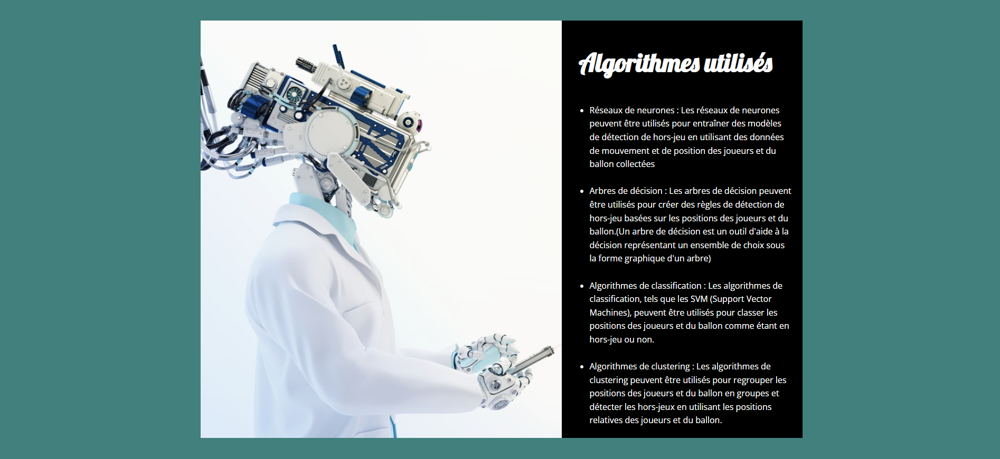 Algorithmes utilisés
• Réseaux de neurones : Les réseaux de neurones
peuvent être utilisés pour entraîner des modèles
de détection de hors-jeu en utilisant des données
de mouvement et de position des joueurs et du
ballon collectées
• Arbres de décision : Les arbres de décision peuvent
être utilisés pour créer des règles de détection de
hors-jeu basées sur les positions des joueurs et du
ballon.(Un arbre de décision est un outil d'aide à la
décision représentant un ensemble de choix sous
la forme graphique d'un arbre)
• Algorithmes de classification : Les algorithmes de
classification, tels que les SVM (Support Vector
Machines), peuvent être utilisés pour classer les
positions des joueurs et du ballon comme étant en
hors-jeu ou non.
• Algorithmes de clustering : Les algorithmes de
clustering peuvent être utilisés pour regrouper les
positions des joueurs et du ballon en groupes et
détecter les hors-jeux en utilisant les positions
relatives des joueurs et du ballon.